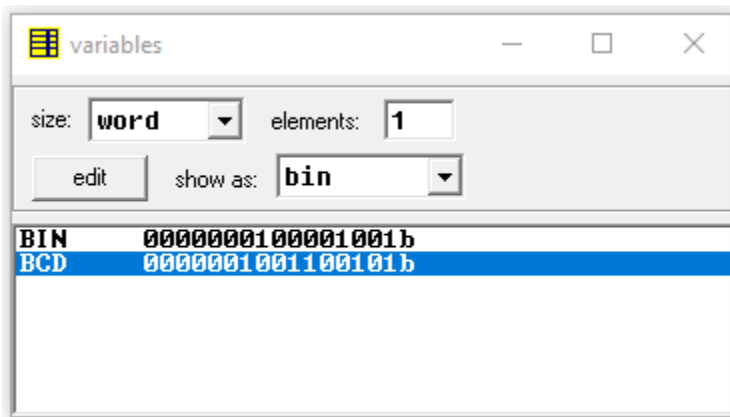 variables
size: word elements: 1
edit show as: bin
BIN 0000000100001001b
BCD 0000001001100101b